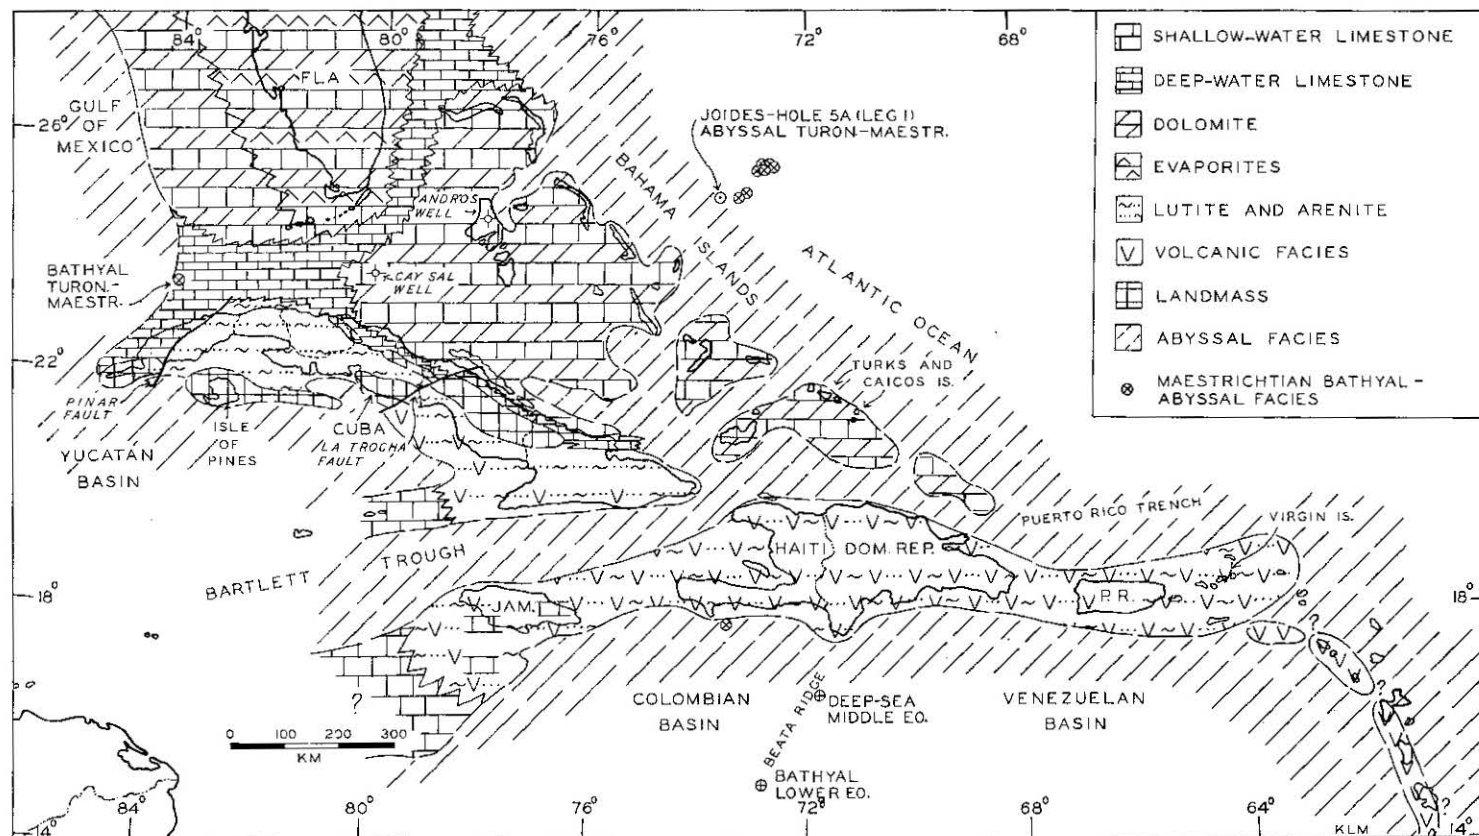 84°
80°
76°
72°
68°
FLA
GULF
OF
MEXICO
26°
JOIDES-HOLE 5A (LEG I)
ABYSSAL TURON-MAESTR.
BAHAMA
ISLANDS
ATLANTIC OCEAN
ANDROS
WELL
CAY SAL
WELL
BATHYAL
TURON.-
MAESTR.
22°
TURKS AND
CAICOS IS.
PINAR
FAULT
ISLE
OF
PINES
CUBA
LA TROCHA
FAULT
YUCATAN
BASIN
PUERTO RICO TRENCH
VIRGIN IS.
HAITI
DOM. REP.
BARTLETT
TROUGH
18°
JAM.
P.R.
18°
?
?
?
?
COLOMBIAN
BASIN
BEATA RIDGE
DEEP-SEA
MIDDLE EO.
VENEZUELAN
BASIN
0 100 200 300
KM
BATHYAL
LOWER EO.
84°
80°
76°
72°
68°
64°
14°
KLM
14°
SHALLOW-WATER LIMESTONE
DEEP-WATER LIMESTONE
DOLOMITE
EVAPORITES
LUTITE AND ARENITE
VOLCANIC FACIES
LANDMASS
ABYSSAL FACIES
MAESTRICHTIAN BATHYAL-
ABYSSAL FACIES